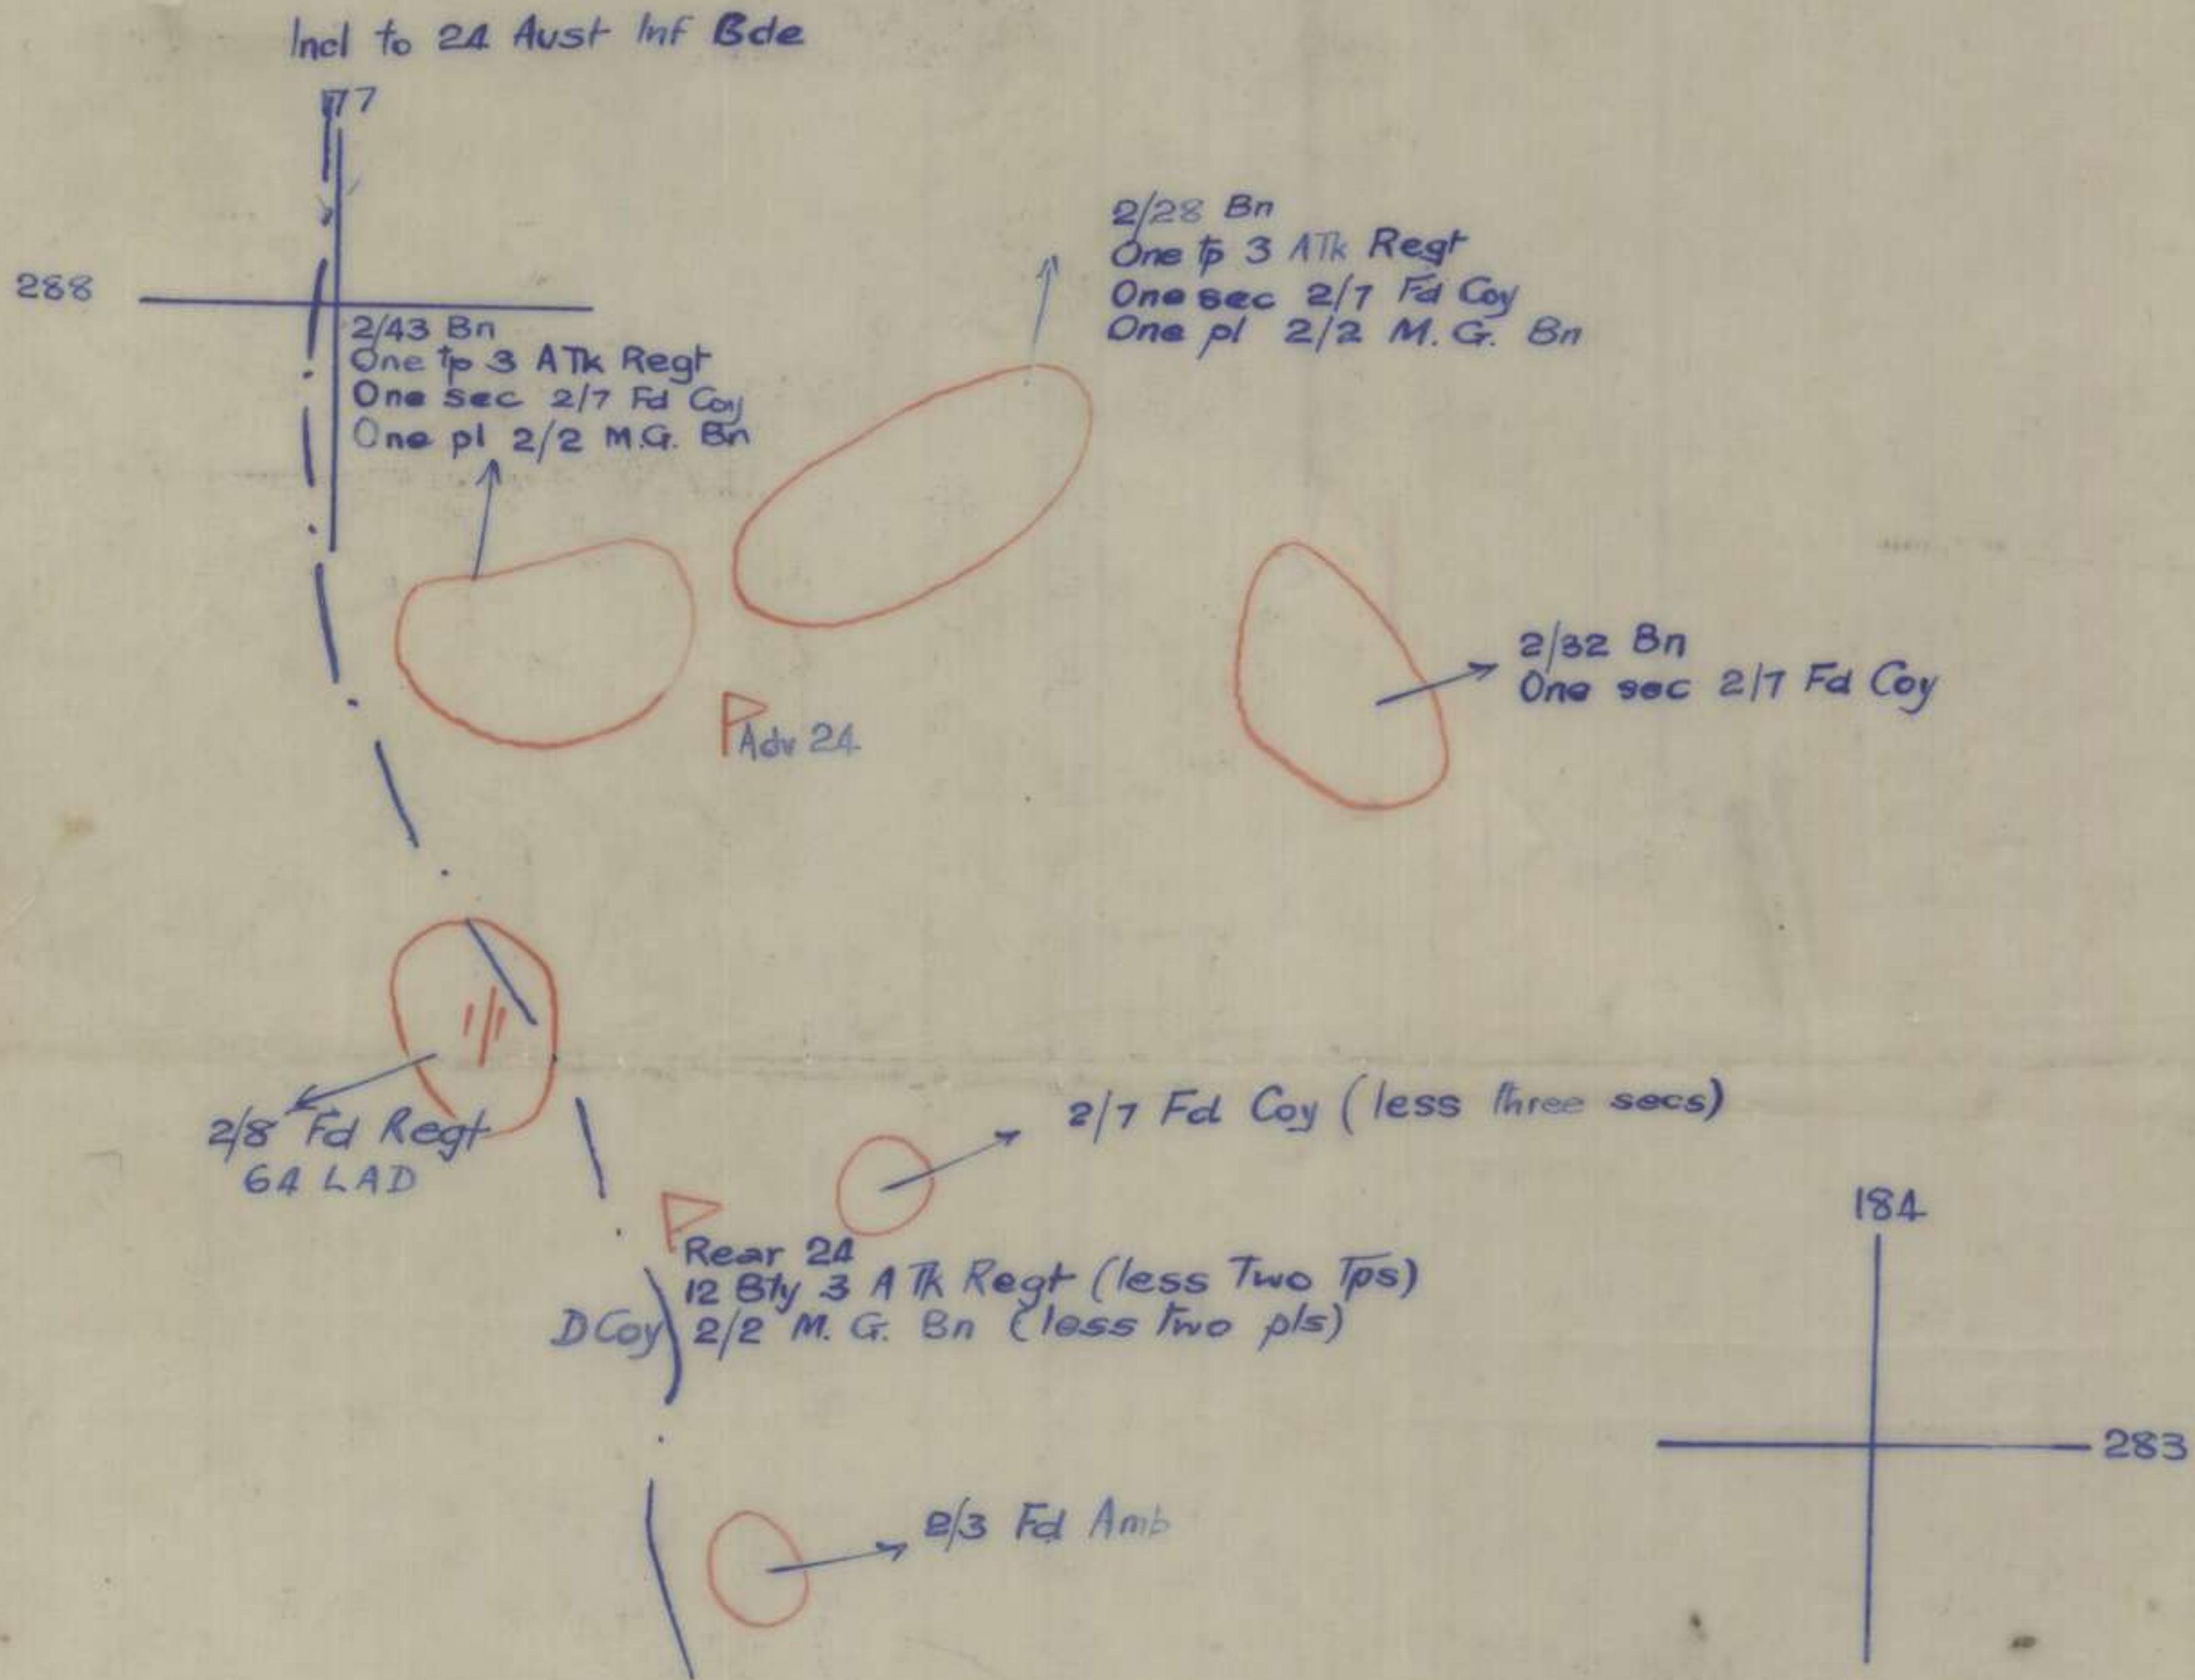 Incl to 24 Aust Inf Bde
77
2/28 Bn
One tp 3 ATk Regt
One sec 2/7 Fd Coy
One pl 2/2 M.G. Bn
288
2/43 Bn
One tp 3 ATk Regt
One sec 2/7 Fd Coy
One pl 2/2 M.G. Bn
2/32 Bn
One sec 2/7 Fd Coy
Adv 24
2/8 Fd Regt
64 LAD
2/7 Fd Coy (less three secs)
Rear 24
12 Bty 3 A Tk Regt (less Two Tps)
D Coy 2/2 M. G. Bn (less two pls)
184
283
2/3 Fd Amb